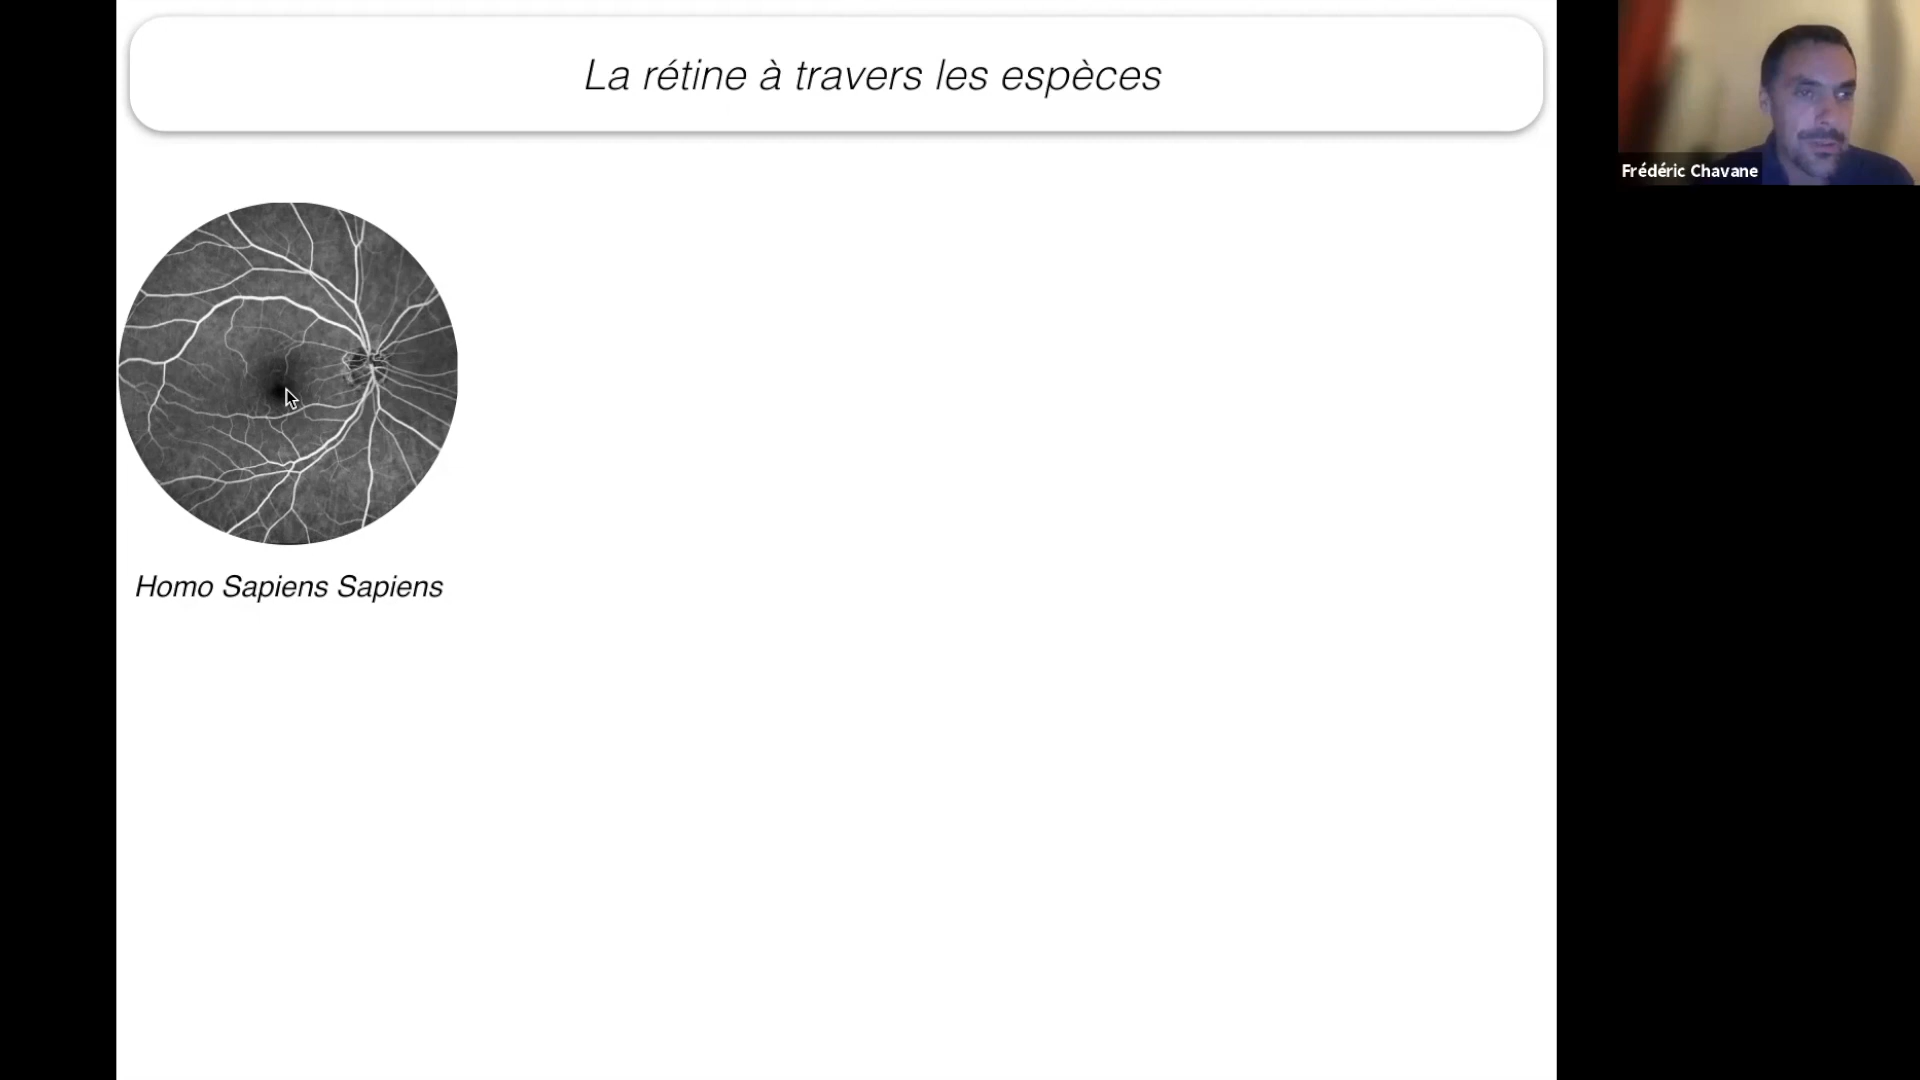 La rétine à travers les espèces
Frédéric Chavane
Homo Sapiens Sapiens